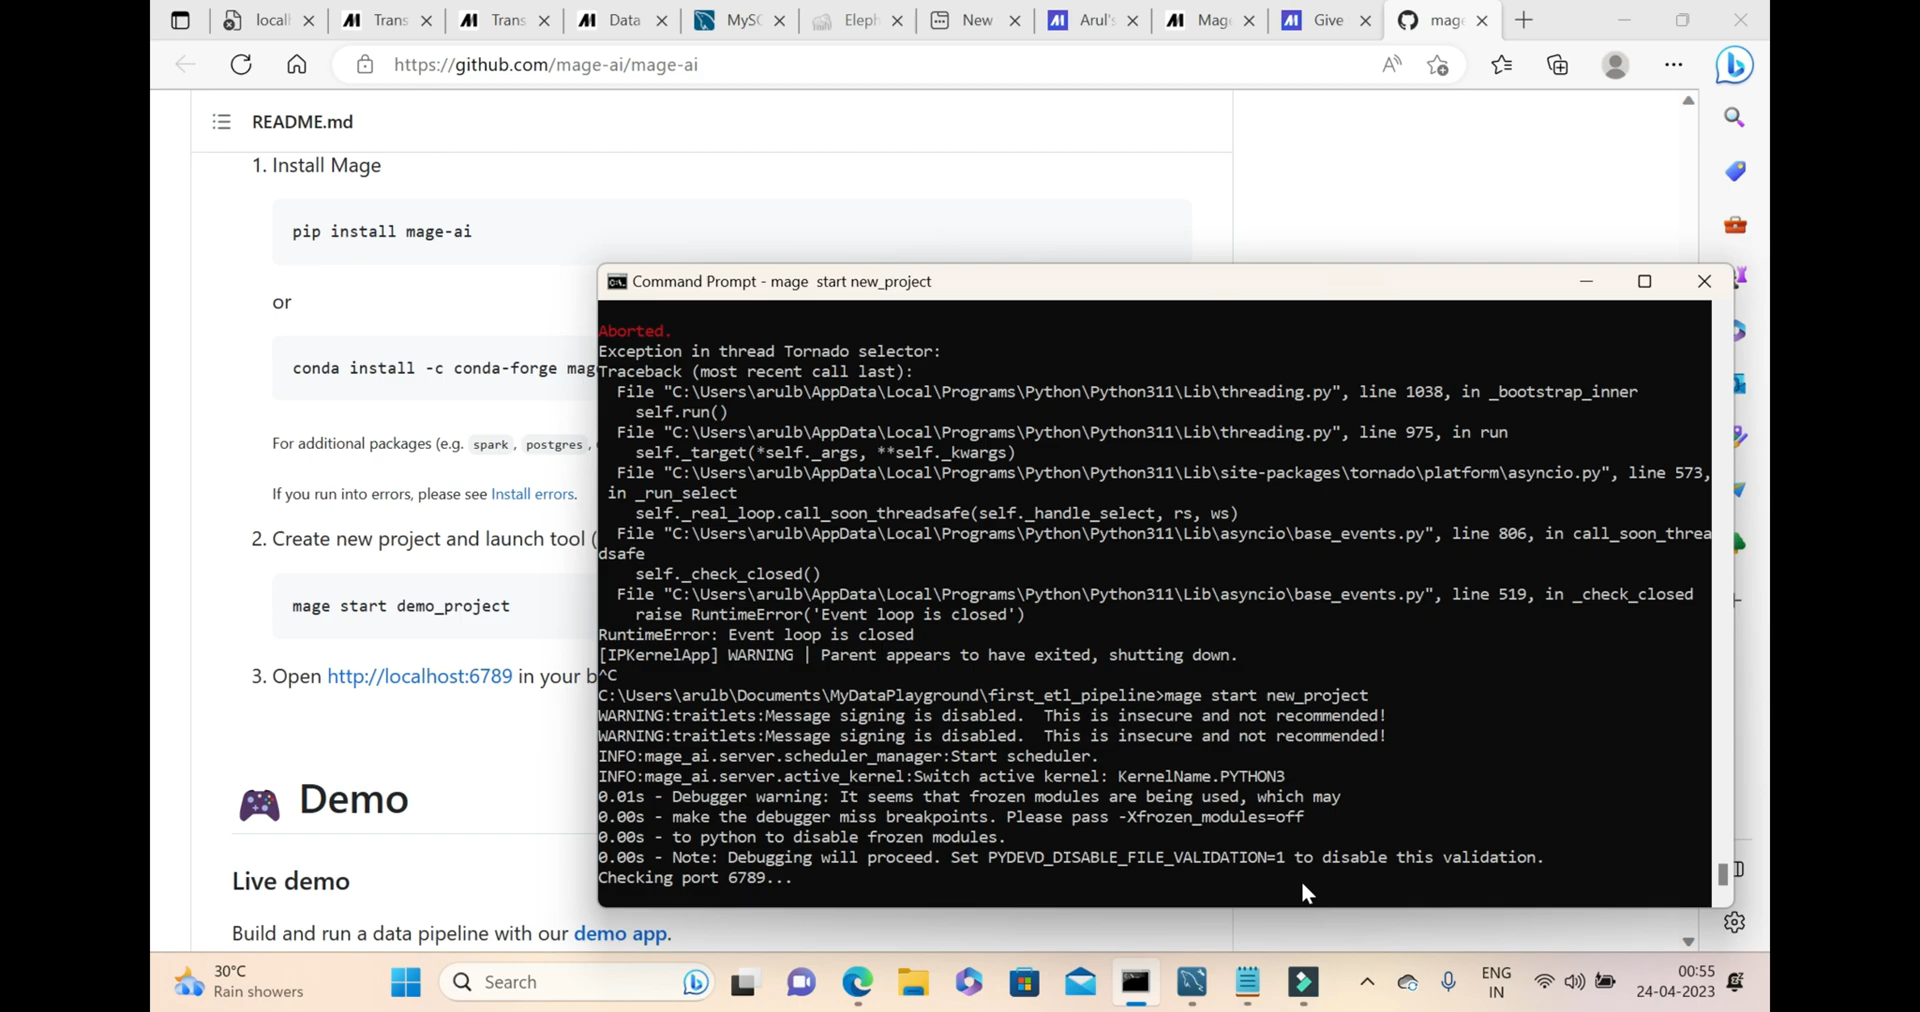 locall
Trans
Trans
Data
MySC
Eleph
New
Arul's
Mage
Give
mage
https://github.com/mage-ai/mage-ai
README.md
1. Install Mage
pip install mage-ai
or
conda install -c conda-forge mag
For additional packages (e.g. spark, postgres,
If you run into errors, please see Install errors.
2. Create new project and launch tool (
mage start demo_project
3. Open http://localhost:6789 in your b
Demo
Live demo
Build and run a data pipeline with our demo app.
Command Prompt - mage  start new_project
Aborted.
Exception in thread Tornado selector:
Traceback (most recent call last):
  File "C:\Users\arulb\AppData\Local\Programs\Python\Python311\Lib\threading.py", line 1038, in _bootstrap_inner
    self.run()
  File "C:\Users\arulb\AppData\Local\Programs\Python\Python311\Lib\threading.py", line 975, in run
    self._target(*self._args, **self._kwargs)
  File "C:\Users\arulb\AppData\Local\Programs\Python\Python311\Lib\site-packages\tornado\platform\asyncio.py", line 573,
 in _run_select
    self._real_loop.call_soon_threadsafe(self._handle_select, rs, ws)
  File "C:\Users\arulb\AppData\Local\Programs\Python\Python311\Lib\asyncio\base_events.py", line 806, in call_soon_threa
dsafe
    self._check_closed()
  File "C:\Users\arulb\AppData\Local\Programs\Python\Python311\Lib\asyncio\base_events.py", line 519, in _check_closed
    raise RuntimeError('Event loop is closed')
RuntimeError: Event loop is closed
[IPKernelApp] WARNING | Parent appears to have exited, shutting down.
^C
C:\Users\arulb\Documents\MyDataPlayground\first_etl_pipeline>mage start new_project
WARNING:traitlets:Message signing is disabled.  This is insecure and not recommended!
WARNING:traitlets:Message signing is disabled.  This is insecure and not recommended!
INFO:mage_ai.server.scheduler_manager:Start scheduler.
INFO:mage_ai.server.active_kernel:Switch active kernel: KernelName.PYTHON3
0.01s - Debugger warning: It seems that frozen modules are being used, which may
0.00s - make the debugger miss breakpoints. Please pass -Xfrozen_modules=off
0.00s - to python to disable frozen modules.
0.00s - Note: Debugging will proceed. Set PYDEVD_DISABLE_FILE_VALIDATION=1 to disable this validation.
Checking port 6789...
30°C
Rain showers
Search
ENG
IN
00:55
24-04-2023